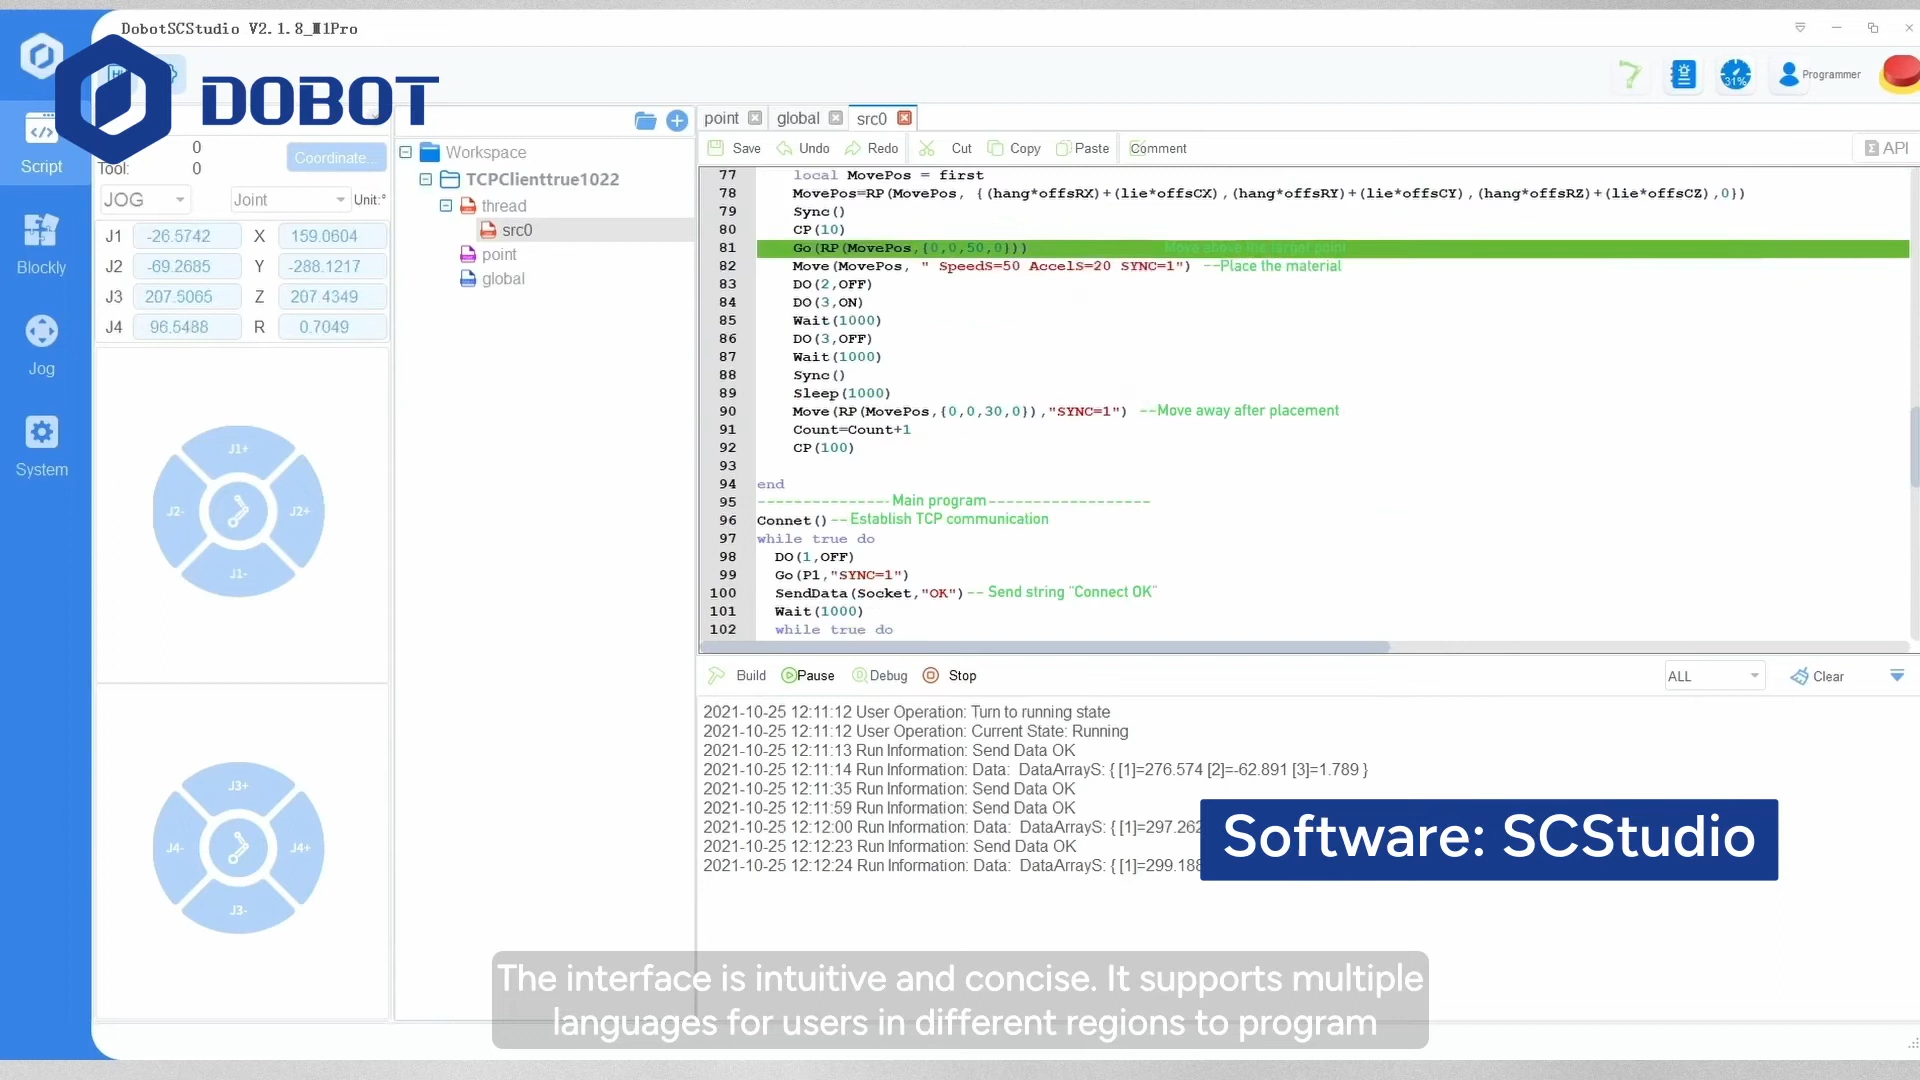 DobotSCStudio V2.1.8_M1Pro
DOBOT
31%
Programmer
Script
Blockly
Jog
System
0
Tool: 0
Coordinate...
JOG Joint Unit:°
J1 -26.5742 X 159.0604
J2 -69.2685 Y -288.1217
J3 207.5065 Z 207.4349
J4 96.5488 R 0.7049
J1+
J2- J2+
J1-
J3+
J4- J4+
J3-
Workspace
TCPClienttrue1022
thread
src0
point
global
point global src0
Save Undo Redo Cut Copy Paste Comment API
77 local MovePos = first
78 MovePos=RP(MovePos, {(hang*offsRX)+(lie*offsCX),(hang*offsRY)+(lie*offsCY),(hang*offsRZ)+(lie*offsCZ),0})
79 Sync()
80 CP(10)
81 Go(RP(MovePos,{0,0,50,0})) Move above the target point
82 Move(MovePos, " SpeedS=50 AccelS=20 SYNC=1") --Place the material
83 DO(2,OFF)
84 DO(3,ON)
85 Wait(1000)
86 DO(3,OFF)
87 Wait(1000)
88 Sync()
89 Sleep(1000)
90 Move(RP(MovePos,{0,0,30,0}),"SYNC=1") --Move away after placement
91 Count=Count+1
92 CP(100)
93
94 end
95 ---------------Main program------------------
96 Connet()--Establish TCP communication
97 while true do
98 DO(1,OFF)
99 Go(P1,"SYNC=1")
100 SendData(Socket,"OK")-- Send string "Connect OK"
101 Wait(1000)
102 while true do
Build Pause Debug Stop ALL Clear
2021-10-25 12:11:12 User Operation: Turn to running state
2021-10-25 12:11:12 User Operation: Current State: Running
2021-10-25 12:11:13 Run Information: Send Data OK
2021-10-25 12:11:14 Run Information: Data: DataArrayS: { [1]=276.574 [2]=-62.891 [3]=1.789 }
2021-10-25 12:11:35 Run Information: Send Data OK
2021-10-25 12:11:59 Run Information: Send Data OK
2021-10-25 12:12:00 Run Information: Data: DataArrayS: { [1]=297.262
2021-10-25 12:12:23 Run Information: Send Data OK
2021-10-25 12:12:24 Run Information: Data: DataArrayS: { [1]=299.188
Software: SCStudio
The interface is intuitive and concise. It supports multiple
languages for users in different regions to program